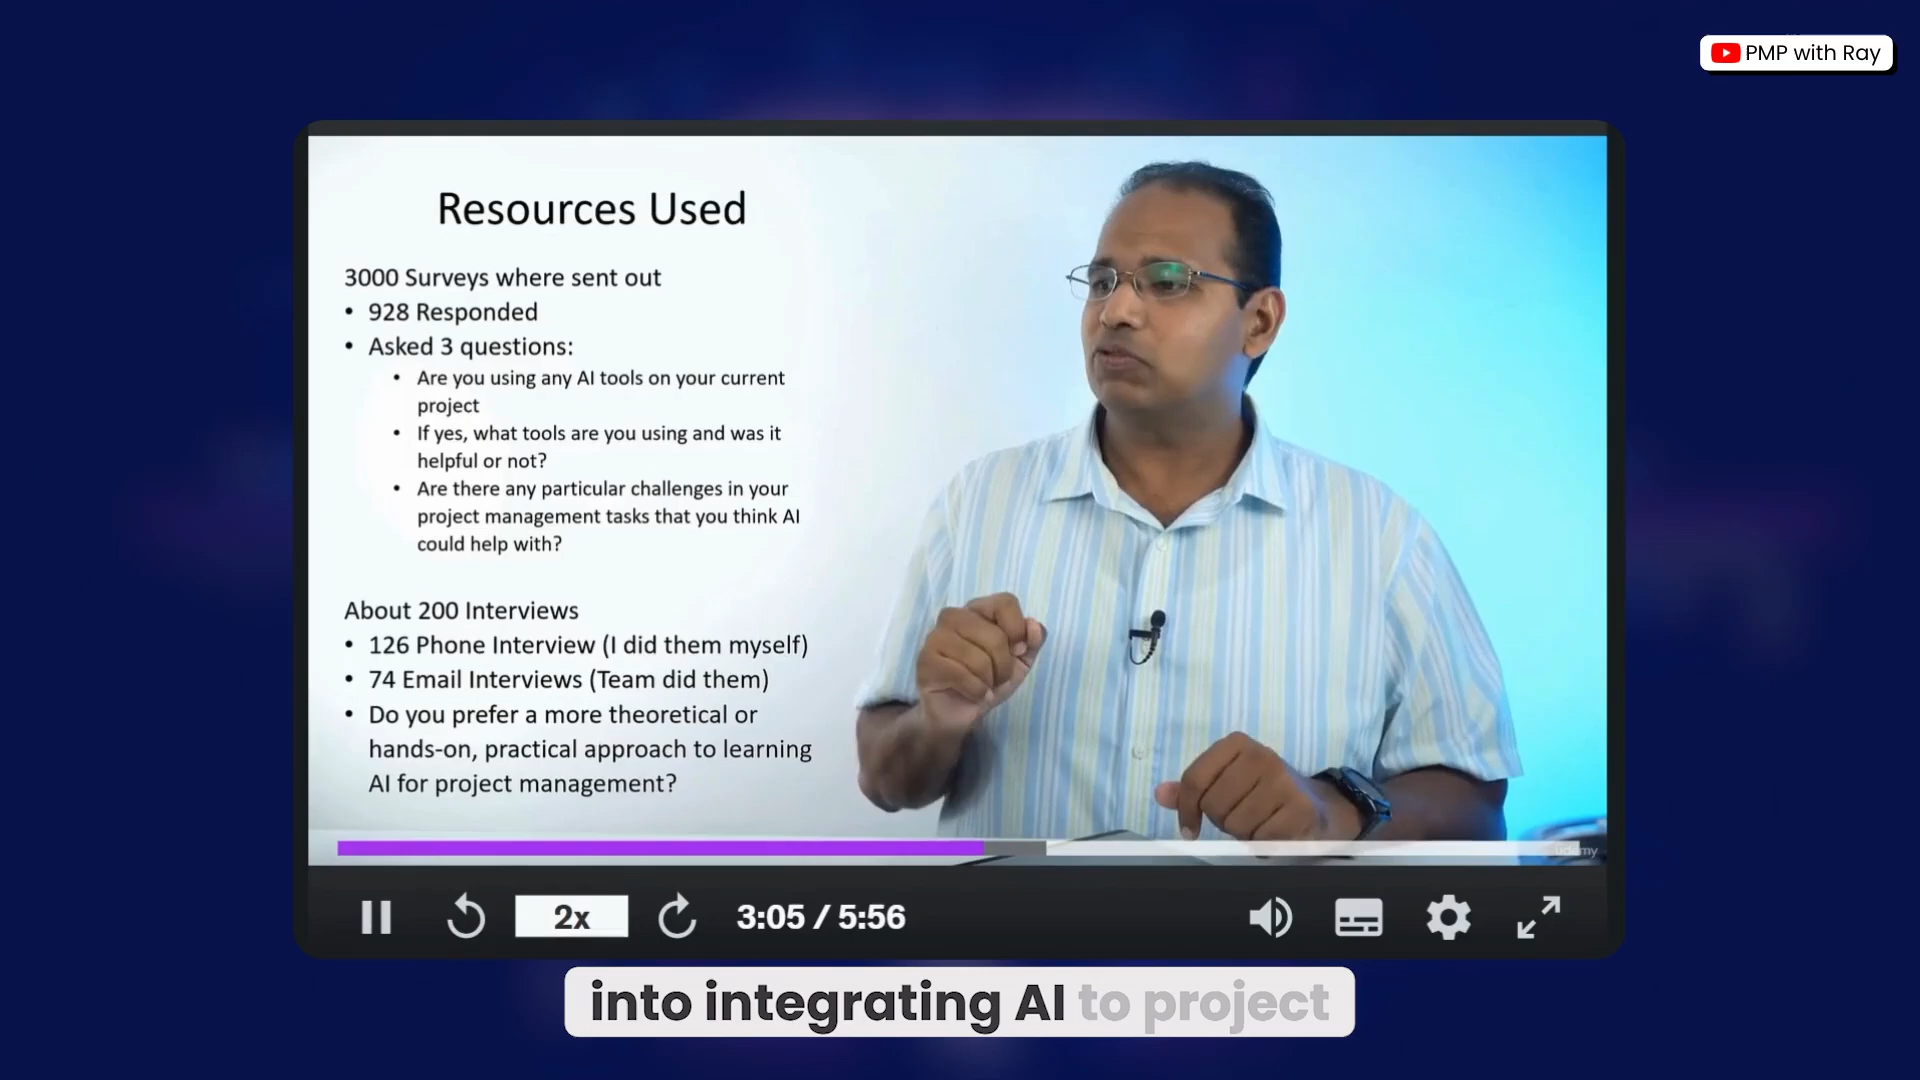 PMP with Ray
Resources Used
3000 Surveys where sent out
• 928 Responded
• Asked 3 questions:
• Are you using any AI tools on your current
project
• If yes, what tools are you using and was it
helpful or not?
• Are there any particular challenges in your
project management tasks that you think AI
could help with?
About 200 Interviews
• 126 Phone Interview (I did them myself)
• 74 Email Interviews (Team did them)
• Do you prefer a more theoretical or
hands-on, practical approach to learning
AI for project management?
udemy
2x
3:05 / 5:56
into integrating AI to project